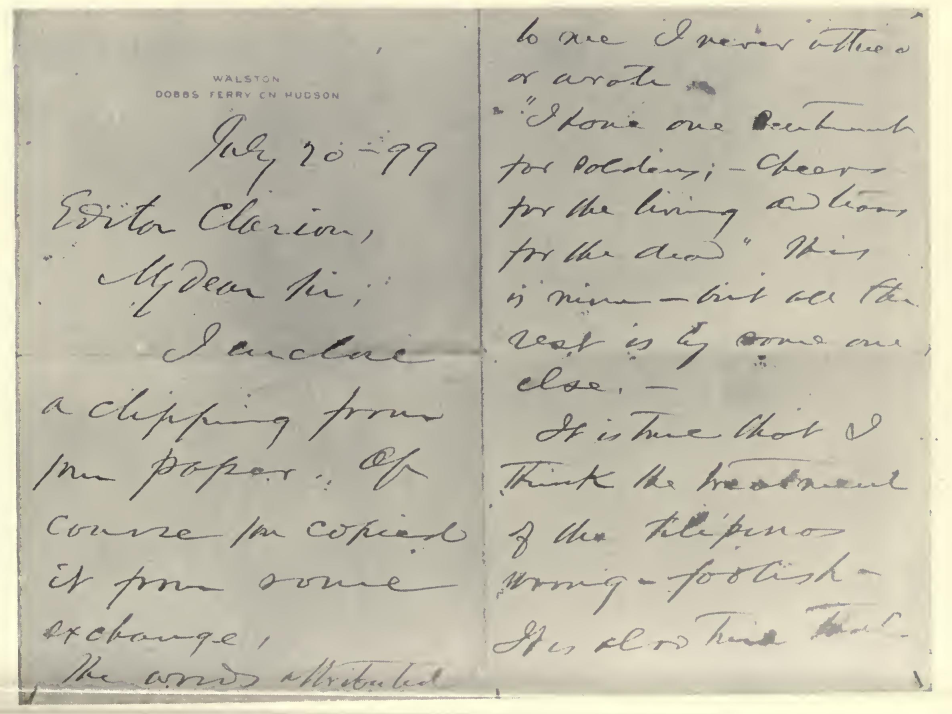 WALSTON
DOBBS FERRY ON HUDSON
July 20 - 99
Editor Clarion,
My dear Sir;
I enclose
a clipping from
your paper. Of
course you copied
it from some
exchange,
The words attributed
to me I never uttered
or wrote
"I have one sentiment
for soldiers; - Cheers
for the living and tears
for the dead" This
is mine - but all the
rest is by some one
else. -
It is true that I
think the treatment
of the Filipinos
wrong - foolish -
It is also true that